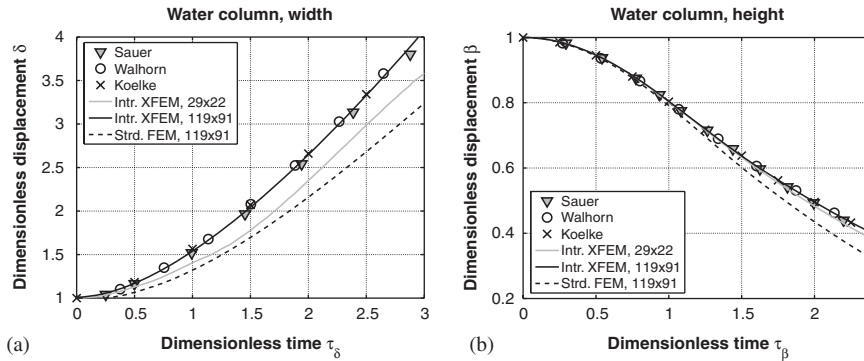 Water column, width
Dimensionless displacement δ
4
3.5
3
2.5
2
1.5
1
Sauer
Walhorn
Koelke
Intr. XFEM, 29x22
Intr. XFEM, 119x91
Strd. FEM, 119x91
0 0.5 1 1.5 2 2.5 3
(a) Dimensionless time τδ
Water column, height
Dimensionless displacement β
1
0.8
0.6
0.4
0.2
Sauer
Walhorn
Koelke
Intr. XFEM, 29x22
Intr. XFEM, 119x91
Strd. FEM, 119x91
0 0.5 1 1.5 2
(b) Dimensionless time τβ